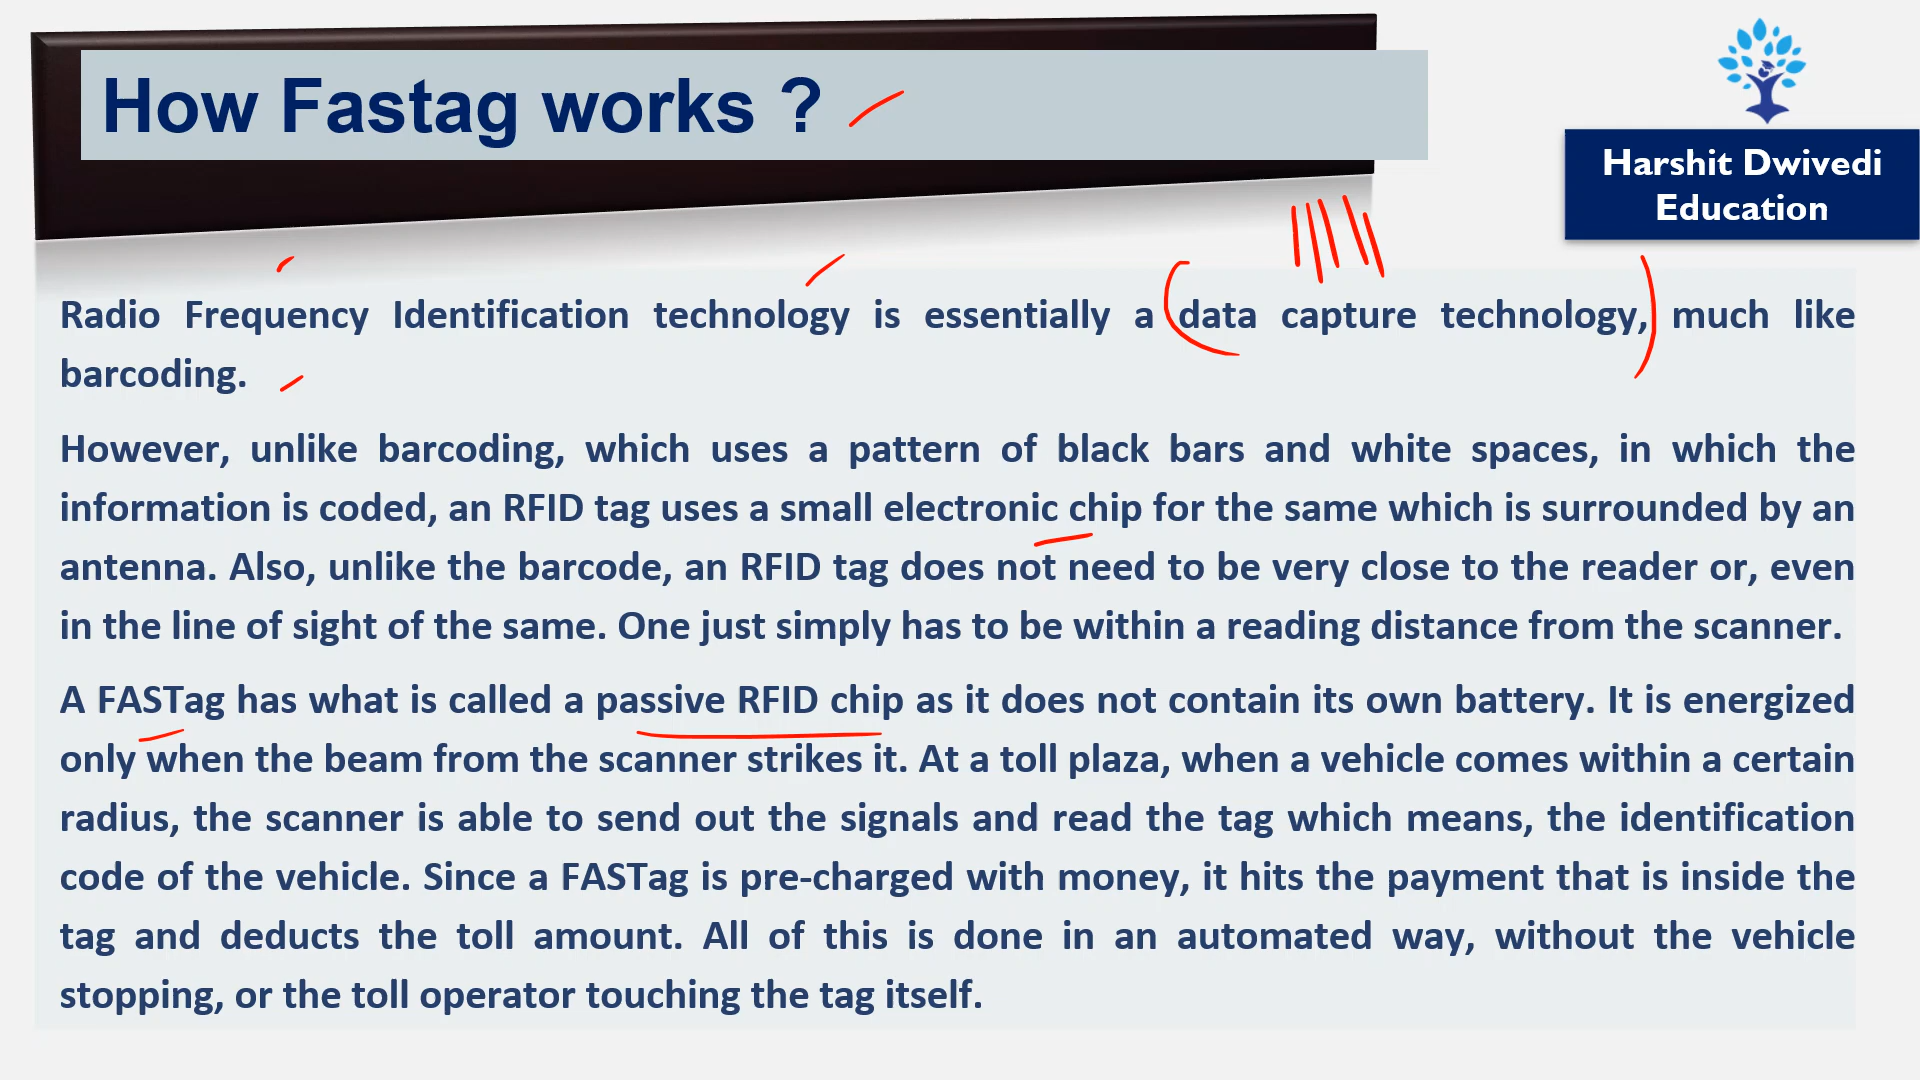 How Fastag works ?
Harshit Dwivedi
Education
Radio Frequency Identification technology is essentially a data capture technology, much like
barcoding.
However, unlike barcoding, which uses a pattern of black bars and white spaces, in which the
information is coded, an RFID tag uses a small electronic chip for the same which is surrounded by an
antenna. Also, unlike the barcode, an RFID tag does not need to be very close to the reader or, even
in the line of sight of the same. One just simply has to be within a reading distance from the scanner.
A FASTag has what is called a passive RFID chip as it does not contain its own battery. It is energized
only when the beam from the scanner strikes it. At a toll plaza, when a vehicle comes within a certain
radius, the scanner is able to send out the signals and read the tag which means, the identification
code of the vehicle. Since a FASTag is pre-charged with money, it hits the payment that is inside the
tag and deducts the toll amount. All of this is done in an automated way, without the vehicle
stopping, or the toll operator touching the tag itself.